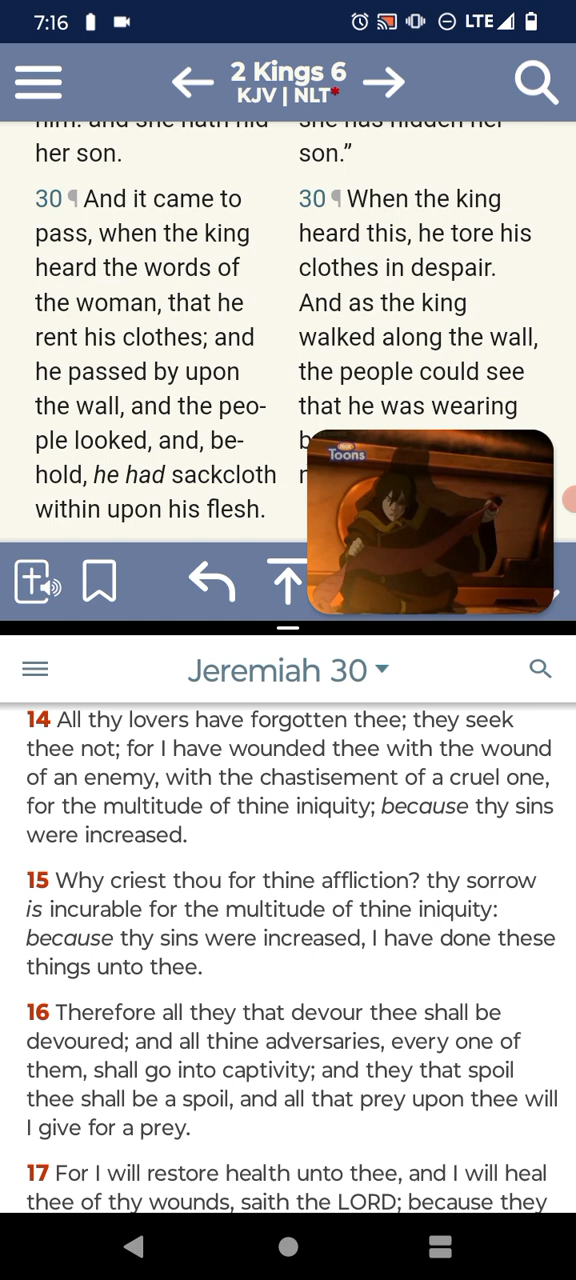 7:16 LTE
2 Kings 6
KJV | NLT*
her son.
30 ¶ And it came to
pass, when the king
heard the words of
the woman, that he
rent his clothes; and
he passed by upon
the wall, and the peo-
ple looked, and, be-
hold, he had sackcloth
within upon his flesh.
son.”
30 ¶ When the king
heard this, he tore his
clothes in despair.
And as the king
walked along the wall,
the people could see
that he was wearing
Toons
Jeremiah 30
14 All thy lovers have forgotten thee; they seek
thee not; for I have wounded thee with the wound
of an enemy, with the chastisement of a cruel one,
for the multitude of thine iniquity; because thy sins
were increased.
15 Why criest thou for thine affliction? thy sorrow
is incurable for the multitude of thine iniquity:
because thy sins were increased, I have done these
things unto thee.
16 Therefore all they that devour thee shall be
devoured; and all thine adversaries, every one of
them, shall go into captivity; and they that spoil
thee shall be a spoil, and all that prey upon thee will
I give for a prey.
17 For I will restore health unto thee, and I will heal
thee of thy wounds, saith the LORD; because they